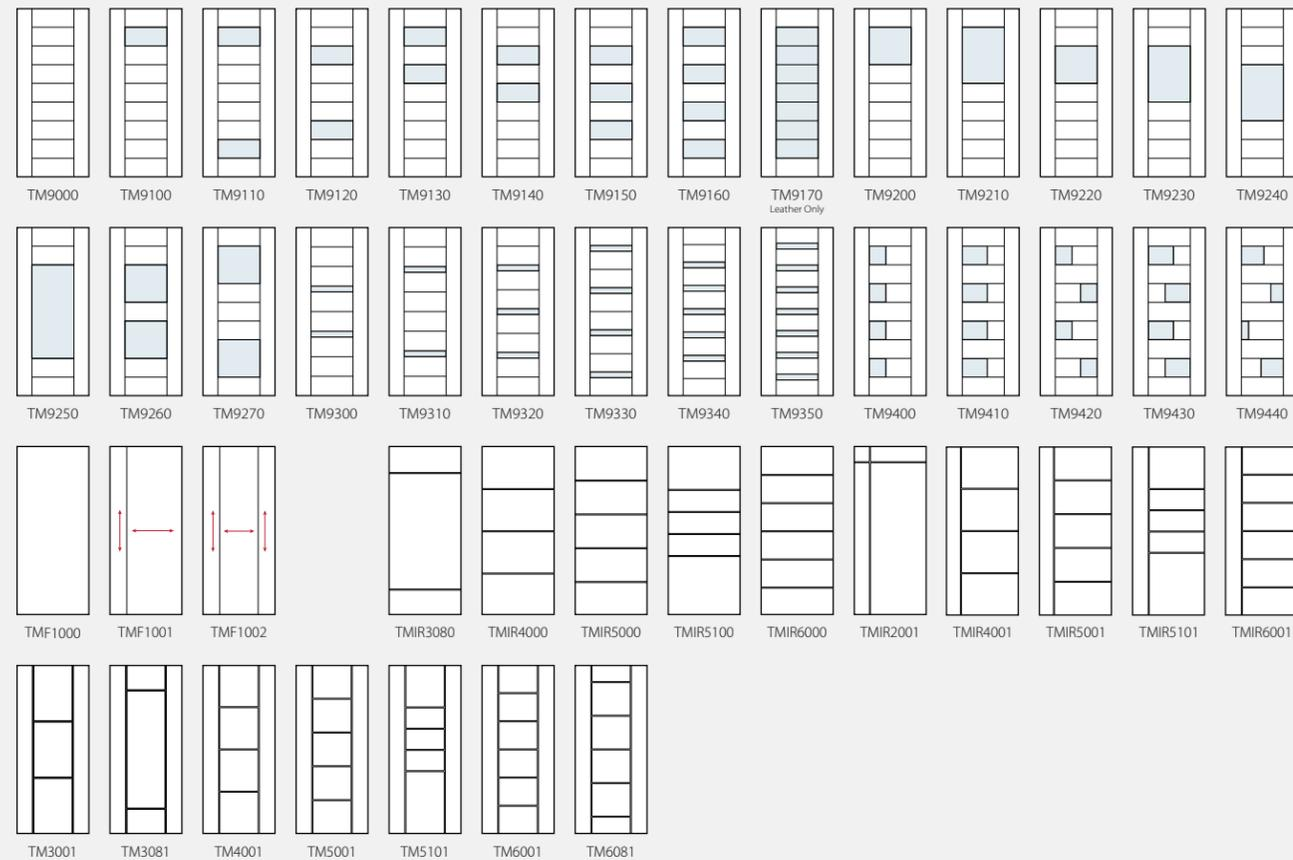 TM9000 TM9100 TM9110 TM9120 TM9130 TM9140 TM9150 TM9160 TM9170 TM9200 TM9210 TM9220 TM9230 TM9240
Leather Only
TM9250 TM9260 TM9270 TM9300 TM9310 TM9320 TM9330 TM9340 TM9350 TM9400 TM9410 TM9420 TM9430 TM9440
TMF1000 TMF1001 TMF1002 TMIR3080 TMIR4000 TMIR5000 TMIR5100 TMIR6000 TMIR2001 TMIR4001 TMIR5001 TMIR5101 TMIR6001
TM3001 TM3081 TM4001 TM5001 TM5101 TM6001 TM6081